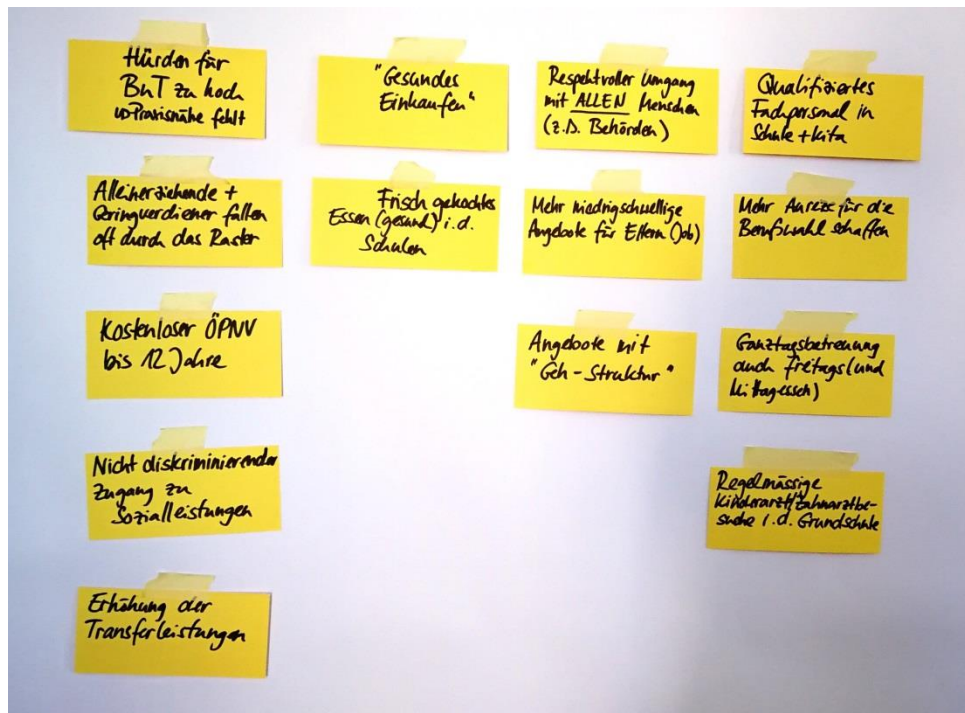 Hürden für
BuT zu hoch
↪Praxisnähe fehlt
Alleinerziehende +
Geringverdiener fallen
oft durch das Raster
Kostenloser ÖPNV
bis 12 Jahre
Nicht diskriminierender
Zugang zu
Sozialleistungen
Erhöhung der
Transferleistungen
"Gesundes
Einkaufen"
Frisch gekochtes
Essen (gesund) i.d.
Schulen
Respektvoller Umgang
mit ALLEN Menschen
(z.B. Behörden)
Mehr niedrigschwellige
Angebote für Eltern (Job)
Angebote mit
"Geh-Struktur"
Qualifiziertes
Fachpersonal in
Schule + Kita
Mehr Anreize für die
Berufswahl schaffen
Ganztagsbetreuung
auch freitags (und
Mittagessen)
Regelmässige
Kinderarzt/Zahnarztbe-
suche i.d. Grundschule